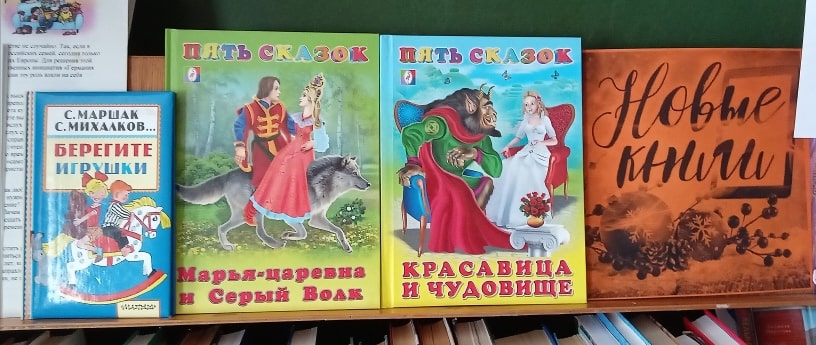 С. МАРШАК
С. МИХАЛКОВ...
БЕРЕГИТЕ
ИГРУШКИ
ПЯТЬ СКАЗОК
Марья-царевна
и Серый Волк
ПЯТЬ СКАЗОК
КРАСАВИЦА
И ЧУДОВИЩЕ
Новые
книги